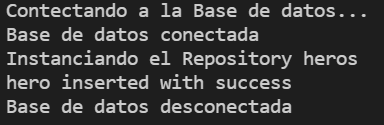 Contectando a la Base de datos...
Base de datos conectada
Instanciando el Repository heros
hero inserted with success
Base de datos desconectada